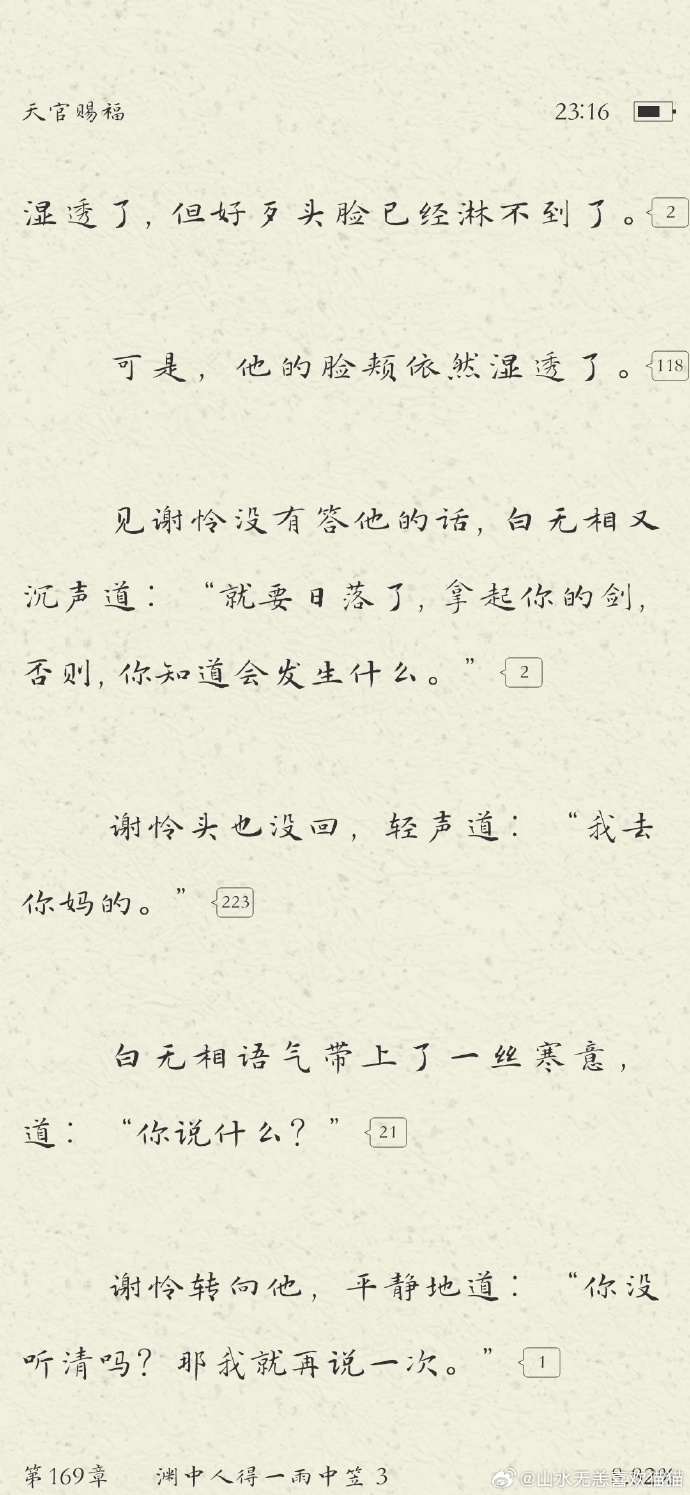 天官赐福 23:16
湿透了，但好歹头脸已经淋不到了。 2
可是，他的脸颊依然湿透了。 118
见谢怜没有答他的话，白无相又
沉声道：“就要日落了，拿起你的剑，
否则，你知道会发生什么。” 2
谢怜头也没回，轻声道：“我去
你妈的。” 223
白无相语气带上了一丝寒意，
道：“你说什么？” 21
谢怜转向他，平静地道：“你没
听清吗？那我就再说一次。” 1
第169章 渊中人得一雨中笠 3 @山水无恙喜欢猫猫